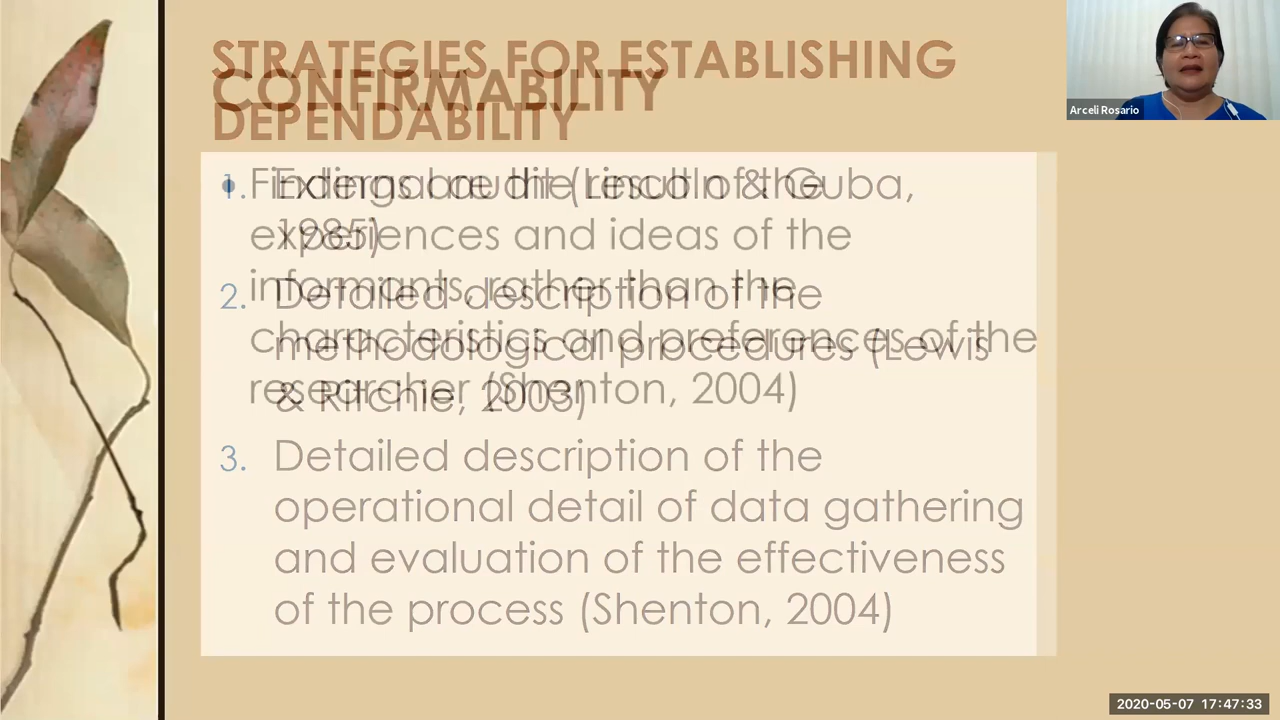 STRATEGIES FOR ESTABLISHING
DEPENDABILITY
CONFIRMABILITY
1. External audit (Lincoln & Guba,
1985)
2. Detailed description of the
methodological procedures (Lewis
& Ritchie, 2003)
3. Detailed description of the
operational detail of data gathering
and evaluation of the effectiveness
of the process (Shenton, 2004)
• Findings are the result of the
experiences and ideas of the
informants, rather than the
characteristics and preferences of the
researcher (Shenton, 2004)
Arceli Rosario
2020-05-07 17:47:33